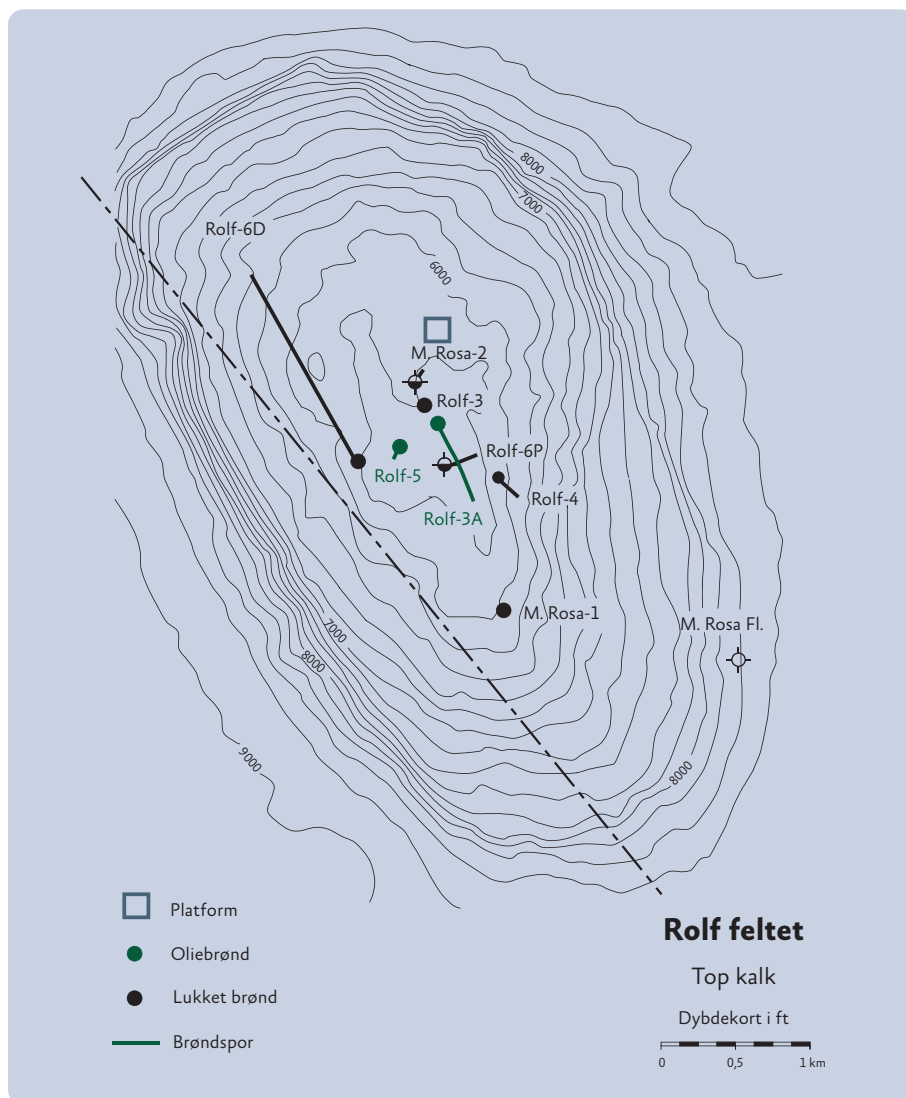 8000
7000
Rolf-6D
6000
M. Rosa-2
Rolf-3
Rolf-6P
Rolf-5
Rolf-4
Rolf-3A
M. Rosa-1
M. Rosa Fl.
7000
8000
9000
8000
Platform
Oliebrønd
Lukket brønd
Brøndspor
Rolf feltet
Top kalk
Dybdekort i ft
0 0,5 1 km